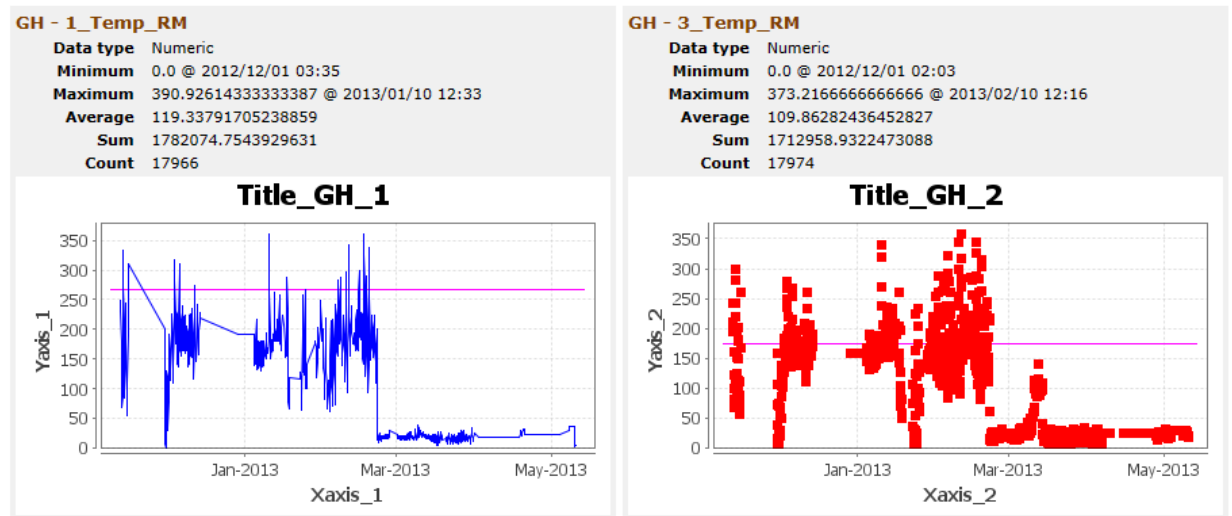 GH - 1_Temp_RM
Data type Numeric
Minimum 0.0 @ 2012/12/01 03:35
Maximum 390.92614333333387 @ 2013/01/10 12:33
Average 119.33791705238859
Sum 1782074.7543929631
Count 17966
Title_GH_1
Yaxis_1
350
300
250
200
150
100
50
0
Jan-2013 Mar-2013 May-2013
Xaxis_1
GH - 3_Temp_RM
Data type Numeric
Minimum 0.0 @ 2012/12/01 02:03
Maximum 373.2166666666666 @ 2013/02/10 12:16
Average 109.86282436452827
Sum 1712958.9322473088
Count 17974
Title_GH_2
Yaxis_2
350
300
250
200
150
100
50
0
Jan-2013 Mar-2013 May-2013
Xaxis_2